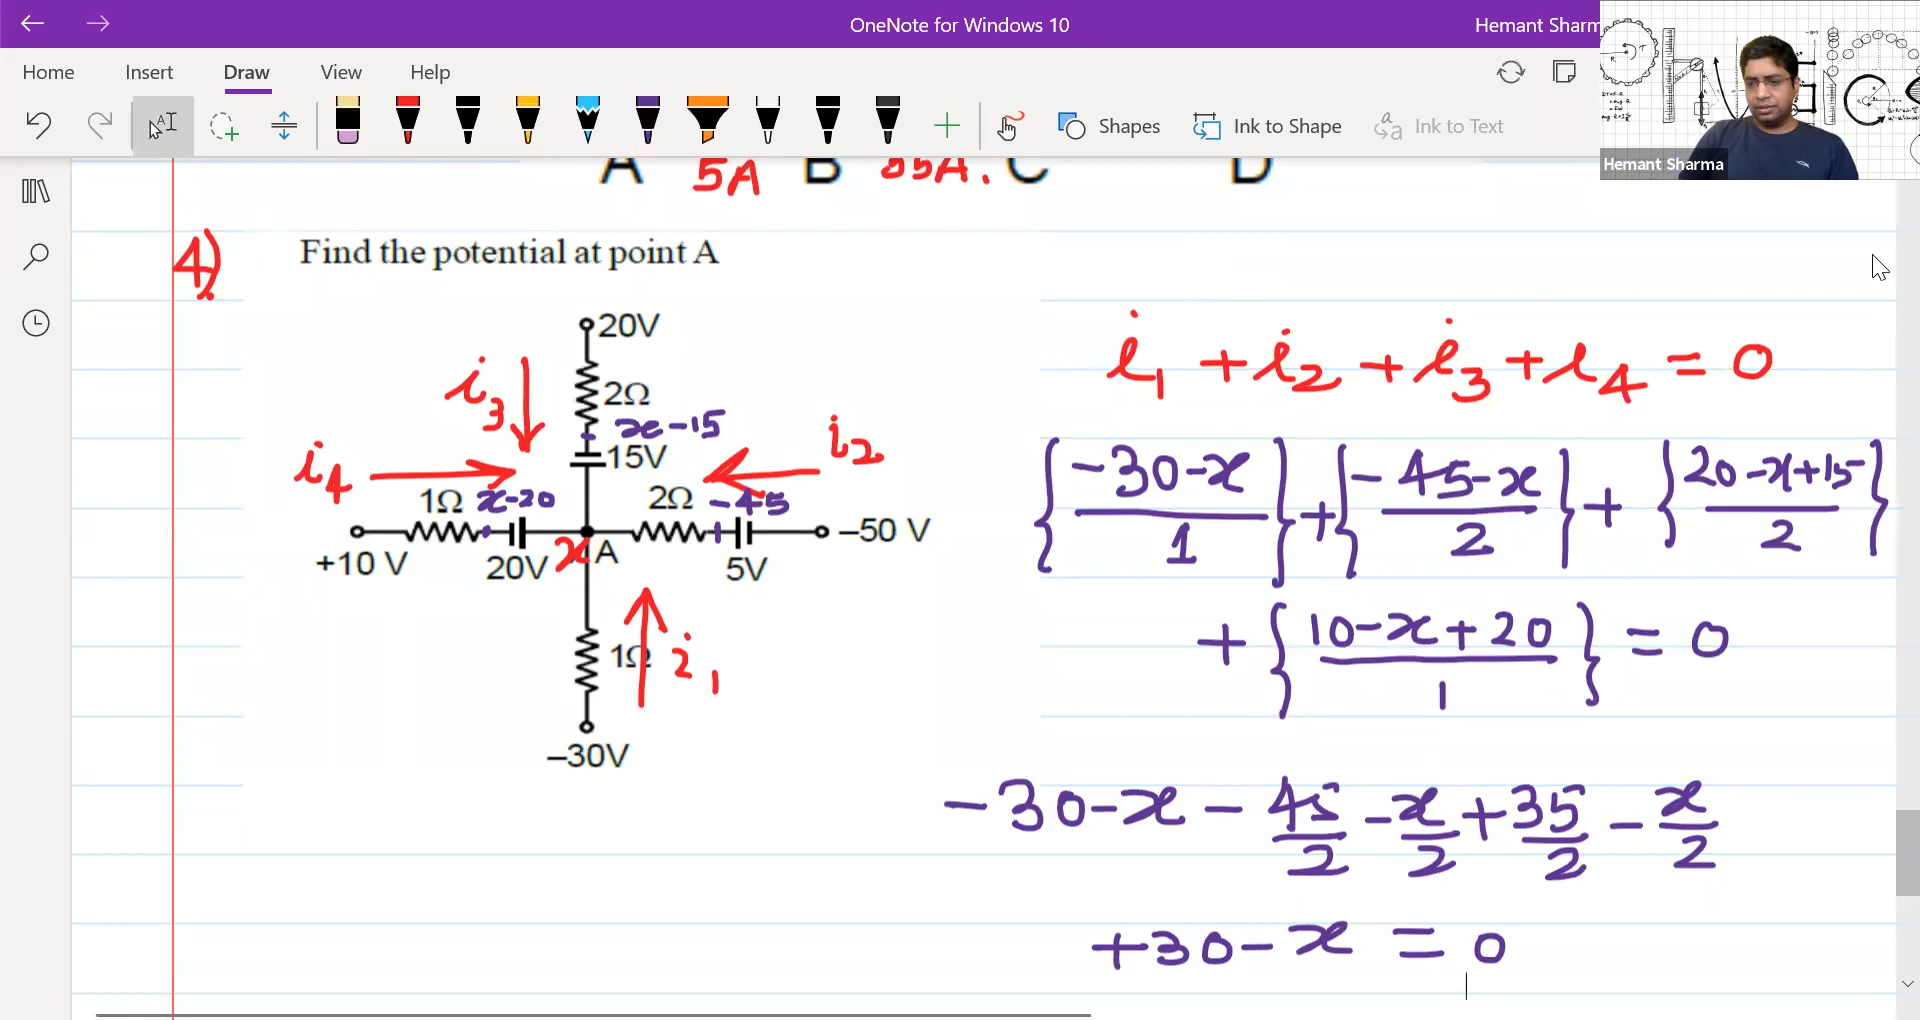 OneNote for Windows 10
Hemant Sharm
Home Insert Draw View Help
Shapes Ink to Shape Ink to Text
Hemant Sharma
A 5A B 35A. C D
4)
Find the potential at point A
20V
2Ω
x-15
15V
i3
i2
i4
1Ω x-20
2Ω -45
+10 V
20V
x A
5V
-50 V
1Ω
i1
-30V
i1 + i2 + i3 + i4 = 0
{-30-x/1} + {-45-x/2} + {20-x+15/2}
+ {10-x+20/1} = 0
-30-x-45/2-x/2+35/2-x/2
+30-x = 0